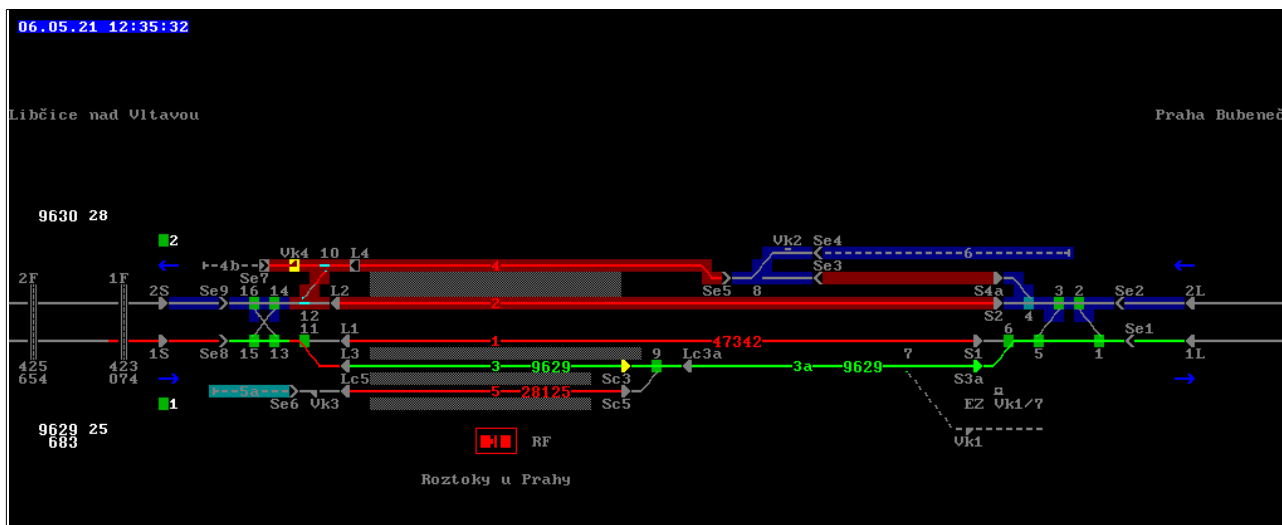 06.05.21 12:35:32
Libčice nad Vltavou Praha Bubeneč
9630 28
2
Vk4 10 L4 Vk2 Se4
4b 4 6
2F 1F Se7 Se3
2S Se9 16 14 L2 Se5 8 S4a 3 2 Se2 2L
2
12 S2 4
11 L1 6 Se1
1 47342
1S Se8 15 13 L3 9 Lc3a 7 S1 5 1 1L
425 423 3 9629 3a 9629
654 074 Lc5 Sc3 S3a
5a 5 28125
1 Se6 Vk3 Sc5 EZ Vk1/7
9629 25
683 RF Vk1
Roztoky u Prahy